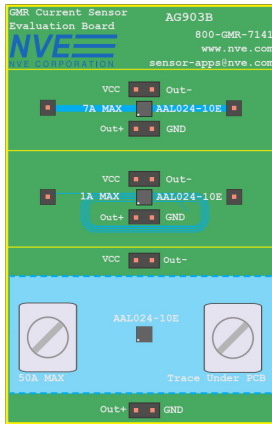 GMR Current Sensor
Evaluation Board
AG903B
NVE
NVE CORPORATION
800-GMR-7141
www.nve.com
sensor-apps@nve.com
VCC Out-
7A MAX AAL024-10E
Out+ GND
VCC Out-
1A MAX AAL024-10E
Out+ GND
VCC Out-
AAL024-10E
50A MAX Trace Under PCB
Out+ GND